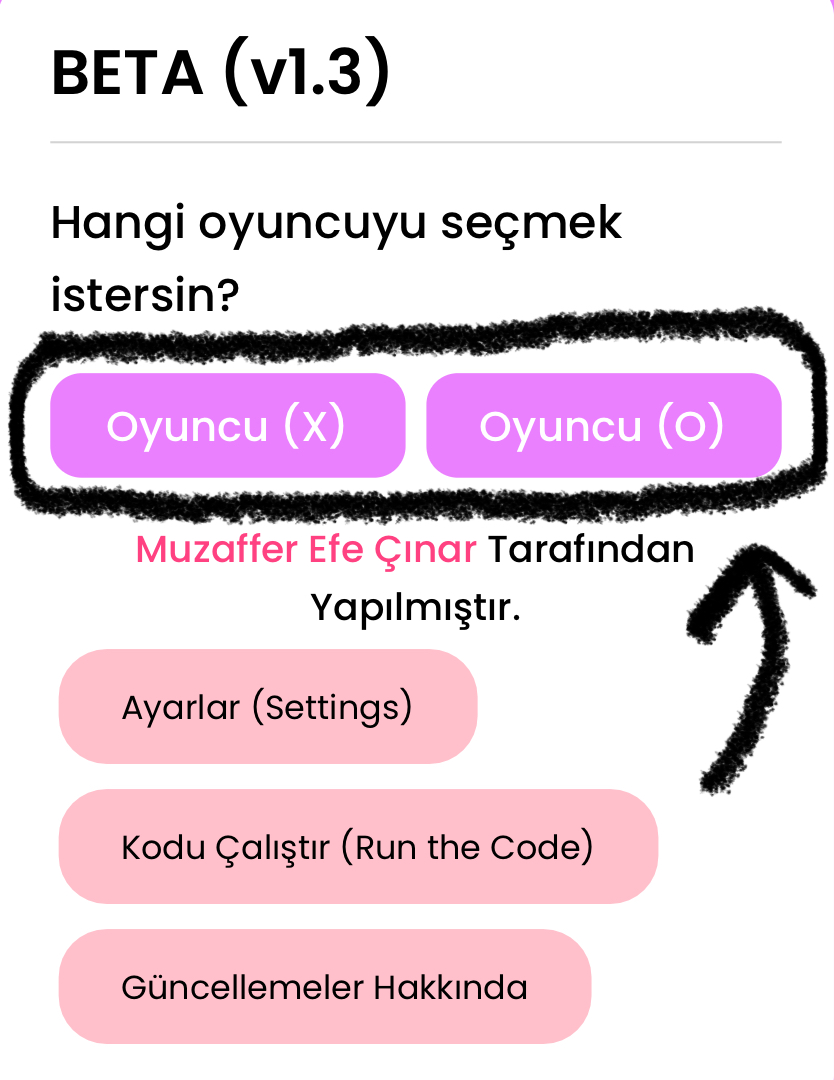 BETA (v1.3)
Hangi oyuncuyu seçmek
istersin?
Oyuncu (X) Oyuncu (O)
Muzaffer Efe Çınar Tarafından
Yapılmıştır.
Ayarlar (Settings)
Kodu Çalıştır (Run the Code)
Güncellemeler Hakkında